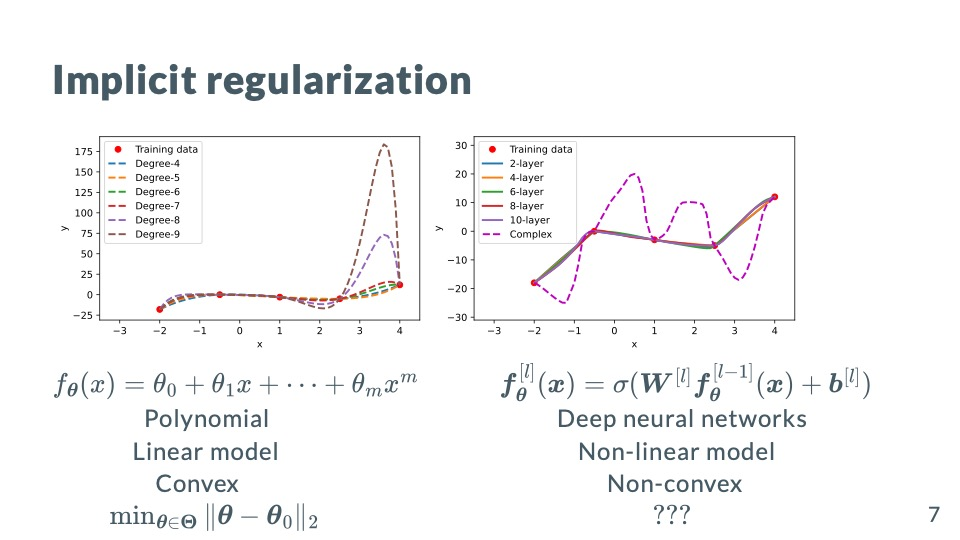 Implicit regularization
175
150
125
100
75
50
25
0
−25
y
−3
−2
−1
0
1
2
3
4
x
Training data
Degree-4
Degree-5
Degree-6
Degree-7
Degree-8
Degree-9
30
20
10
0
−10
−20
−30
y
−3
−2
−1
0
1
2
3
4
x
Training data
2-layer
4-layer
6-layer
8-layer
10-layer
Complex
f_θ(x) = θ_0 + θ_1x + ⋯ + θ_mx^m
Polynomial
Linear model
Convex
min_{θ∈Θ} ‖θ − θ_0‖_2
f_θ^{[l]}(x) = σ(W^{[l]}f_θ^{[l−1]}(x) + b^{[l]})
Deep neural networks
Non-linear model
Non-convex
???
7